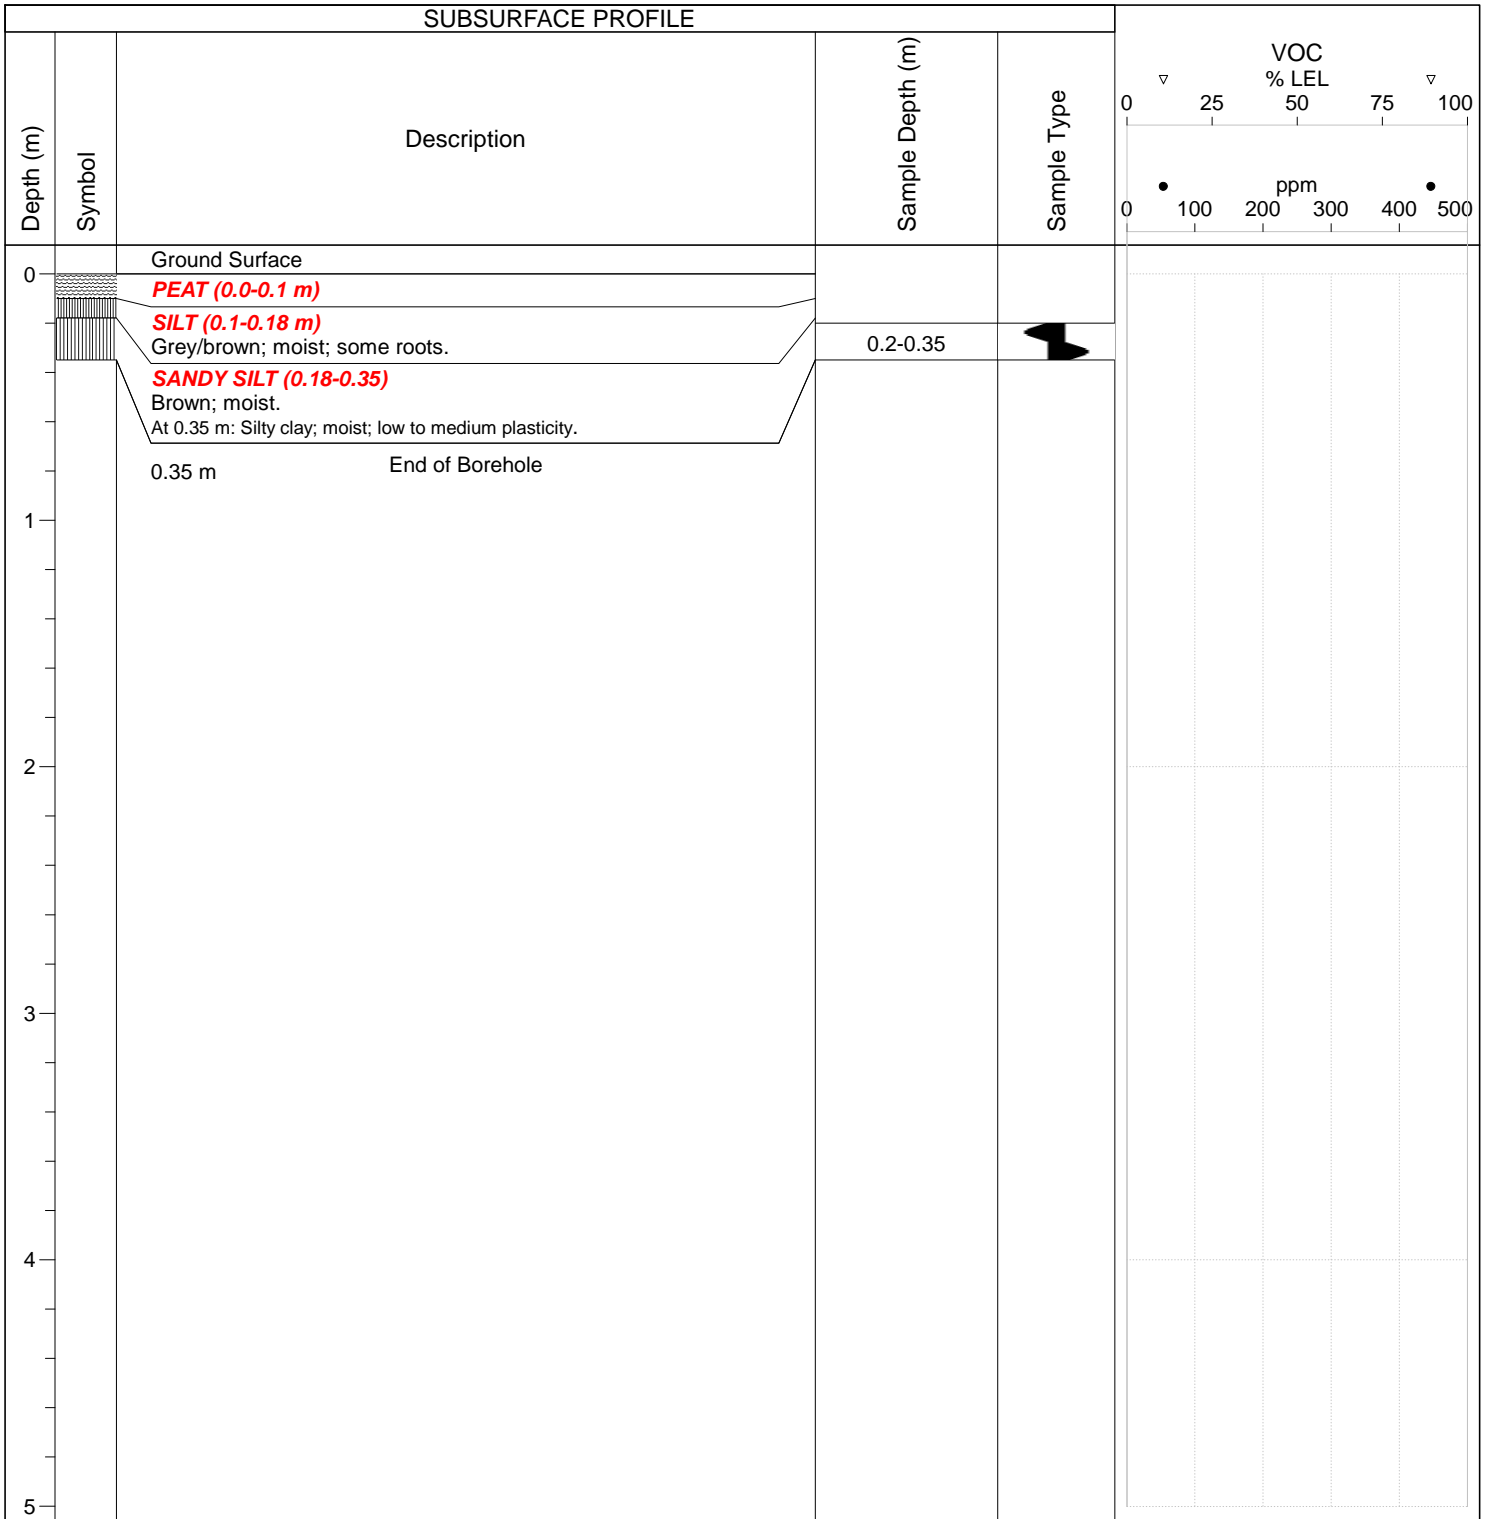 SUBSURFACE PROFILE
Depth (m)
Symbol
Description
Sample Depth (m)
Sample Type
VOC
% LEL
0 25 50 75 100
ppm
0 100 200 300 400 500
Ground Surface
0
PEAT (0.0-0.1 m)
SILT (0.1-0.18 m)
Grey/brown; moist; some roots.
0.2-0.35
SANDY SILT (0.18-0.35)
Brown; moist.
At 0.35 m: Silty clay; moist; low to medium plasticity.
0.35 m End of Borehole
1
2
3
4
5